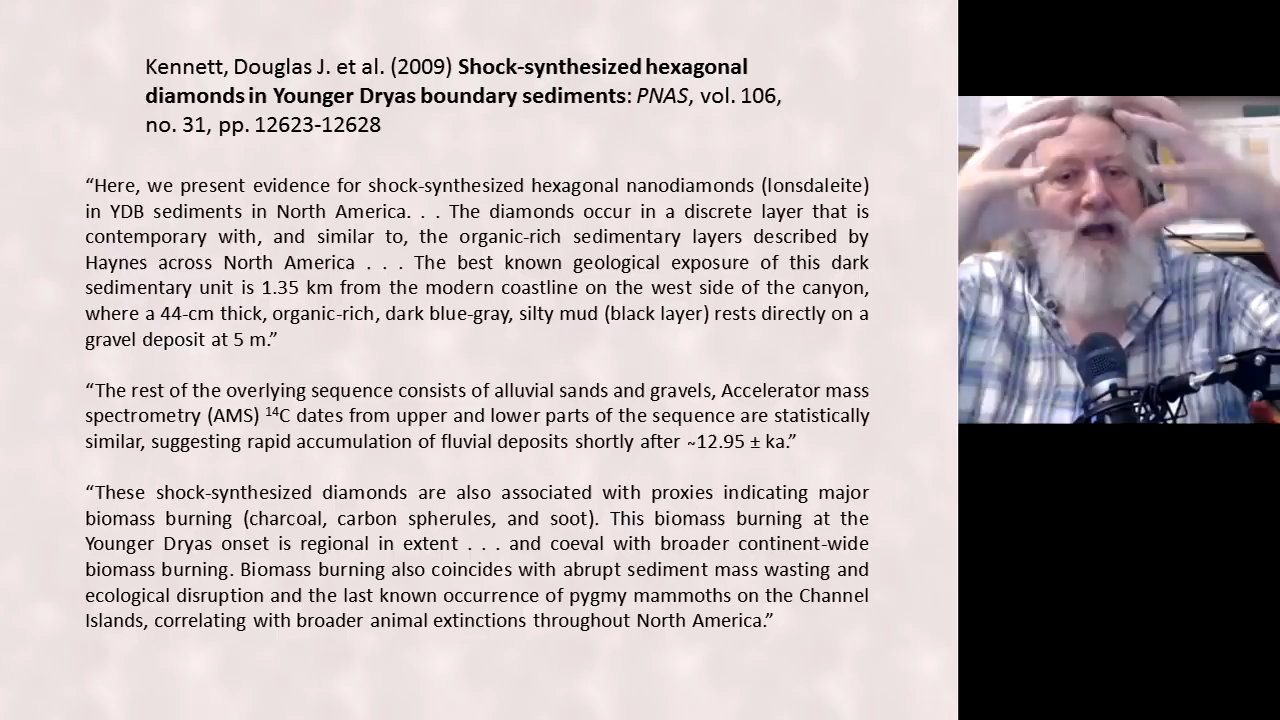 Kennett, Douglas J. et al. (2009) Shock-synthesized hexagonal
diamonds in Younger Dryas boundary sediments: PNAS, vol. 106,
no. 31, pp. 12623-12628
“Here, we present evidence for shock-synthesized hexagonal nanodiamonds (lonsdaleite)
in YDB sediments in North America. . . The diamonds occur in a discrete layer that is
contemporary with, and similar to, the organic-rich sedimentary layers described by
Haynes across North America . . . The best known geological exposure of this dark
sedimentary unit is 1.35 km from the modern coastline on the west side of the canyon,
where a 44-cm thick, organic-rich, dark blue-gray, silty mud (black layer) rests directly on a
gravel deposit at 5 m.”
“The rest of the overlying sequence consists of alluvial sands and gravels, Accelerator mass
spectrometry (AMS) ¹⁴C dates from upper and lower parts of the sequence are statistically
similar, suggesting rapid accumulation of fluvial deposits shortly after ~12.95 ± ka.”
“These shock-synthesized diamonds are also associated with proxies indicating major
biomass burning (charcoal, carbon spherules, and soot). This biomass burning at the
Younger Dryas onset is regional in extent . . . and coeval with broader continent-wide
biomass burning. Biomass burning also coincides with abrupt sediment mass wasting and
ecological disruption and the last known occurrence of pygmy mammoths on the Channel
Islands, correlating with broader animal extinctions throughout North America.”